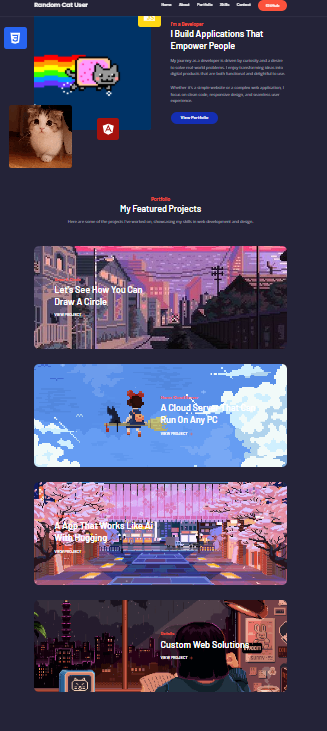 Random Cat User
Home About Portfolio Skills Contact GitHub
I'm a Developer
I Build Applications That
Empower People
My journey as a developer is driven by curiosity and a desire
to solve real world problems. I enjoy transforming ideas into
digital products that are both functional and delightful to use.
Whether it's a simple website or a complex web application, I
focus on clean code, responsive design, and seamless user
experience.
View Portfolio
Portfolio
My Featured Projects
Here are some of the projects I've worked on, showcasing my skills in web development and design.
Let's See How You Can
Draw A Circle
VIEW PROJECT
A Cloud
Run On Any PC
VIEW PROJECT
A App That Works Like AI
With Hugging
VIEW PROJECT
Custom Web Solutions
VIEW PROJECT